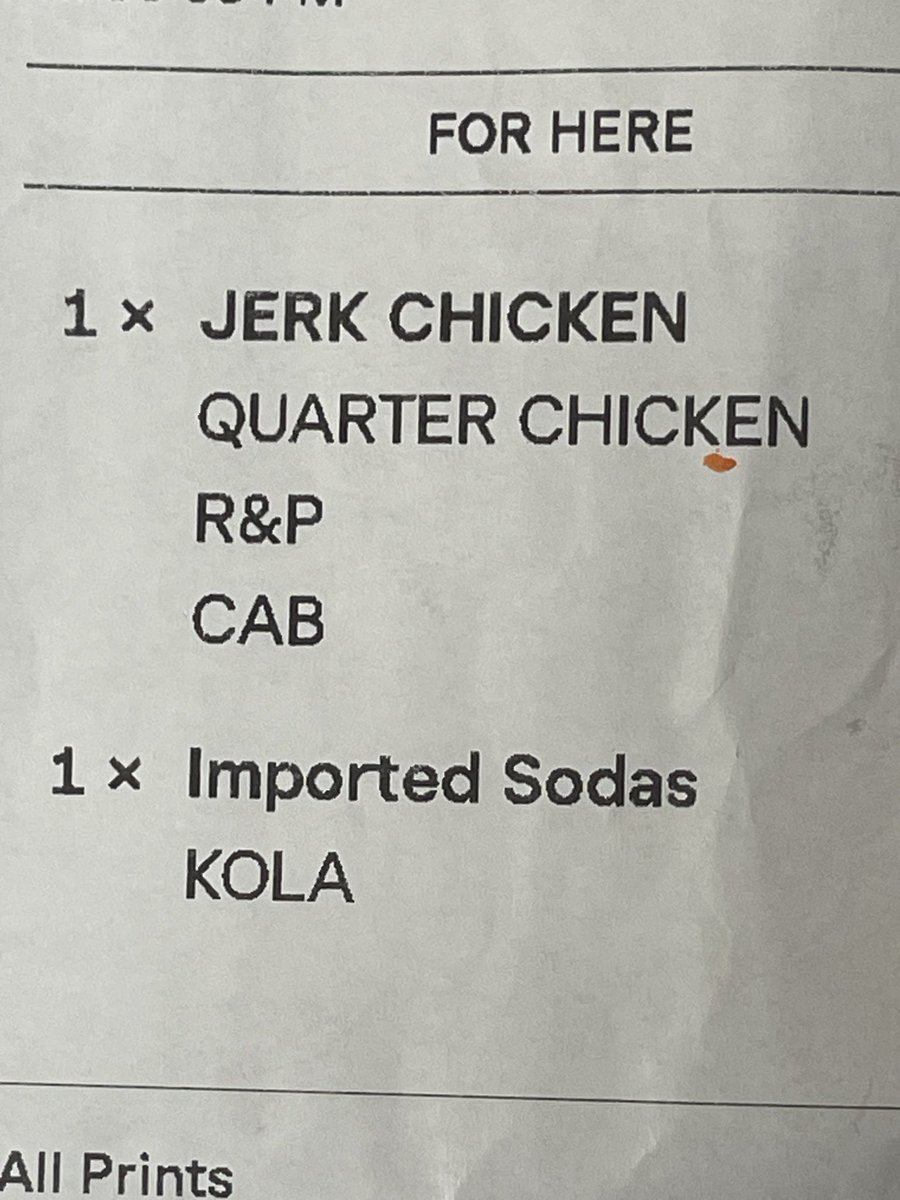 FOR HERE
1 × JERK CHICKEN
QUARTER CHICKEN
R&P
CAB
1 × Imported Sodas
KOLA
All Prints